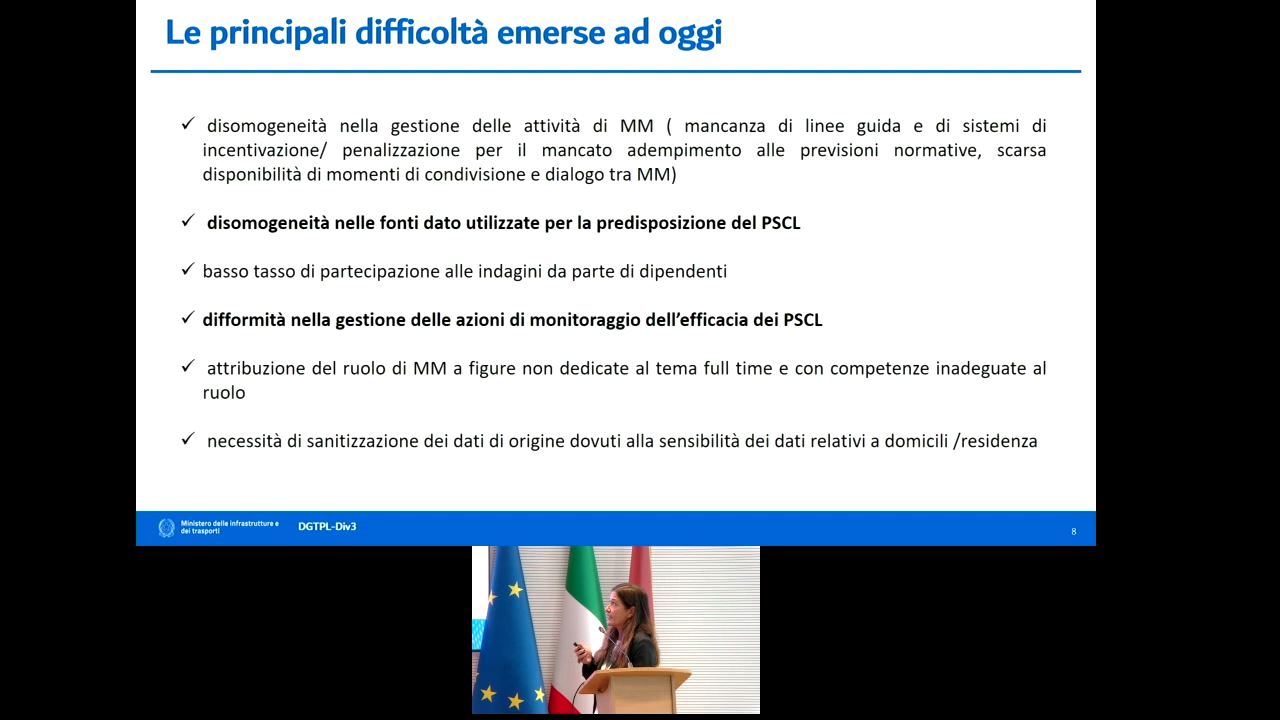 Le principali difficoltà emerse ad oggi
✓ disomogeneità nella gestione delle attività di MM ( mancanza di linee guida e di sistemi di
incentivazione/ penalizzazione per il mancato adempimento alle previsioni normative, scarsa
disponibilità di momenti di condivisione e dialogo tra MM)
✓ disomogeneità nelle fonti dato utilizzate per la predisposizione del PSCL
✓ basso tasso di partecipazione alle indagini da parte di dipendenti
✓ difformità nella gestione delle azioni di monitoraggio dell’efficacia dei PSCL
✓ attribuzione del ruolo di MM a figure non dedicate al tema full time e con competenze inadeguate al
ruolo
✓ necessità di sanitizzazione dei dati di origine dovuti alla sensibilità dei dati relativi a domicili /residenza
Ministero delle infrastrutture e
dei trasporti
DGTPL-Div3
8